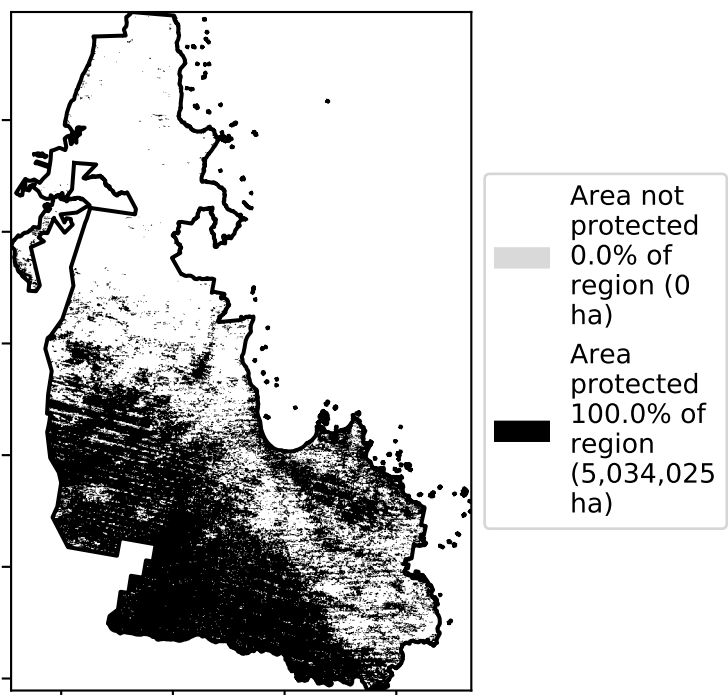 Area not
protected
0.0% of
region (0
ha)
Area
protected
100.0% of
region
(5,034,025
ha)